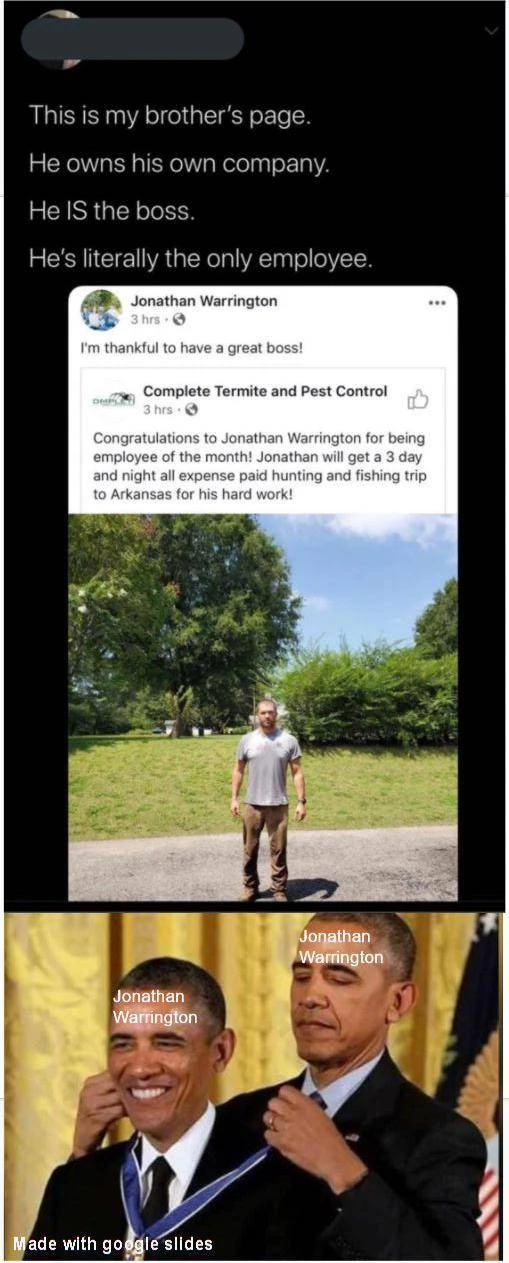 This is my brother's page.
He owns his own company.
He IS the boss.
He's literally the only employee.
Jonathan Warrington
3 hrs ·
I'm thankful to have a great boss!
Complete Termite and Pest Control
3 hrs ·
Congratulations to Jonathan Warrington for being
employee of the month! Jonathan will get a 3 day
and night all expense paid hunting and fishing trip
to Arkansas for his hard work!
Jonathan
Warrington
Jonathan
Warrington
Made with google slides